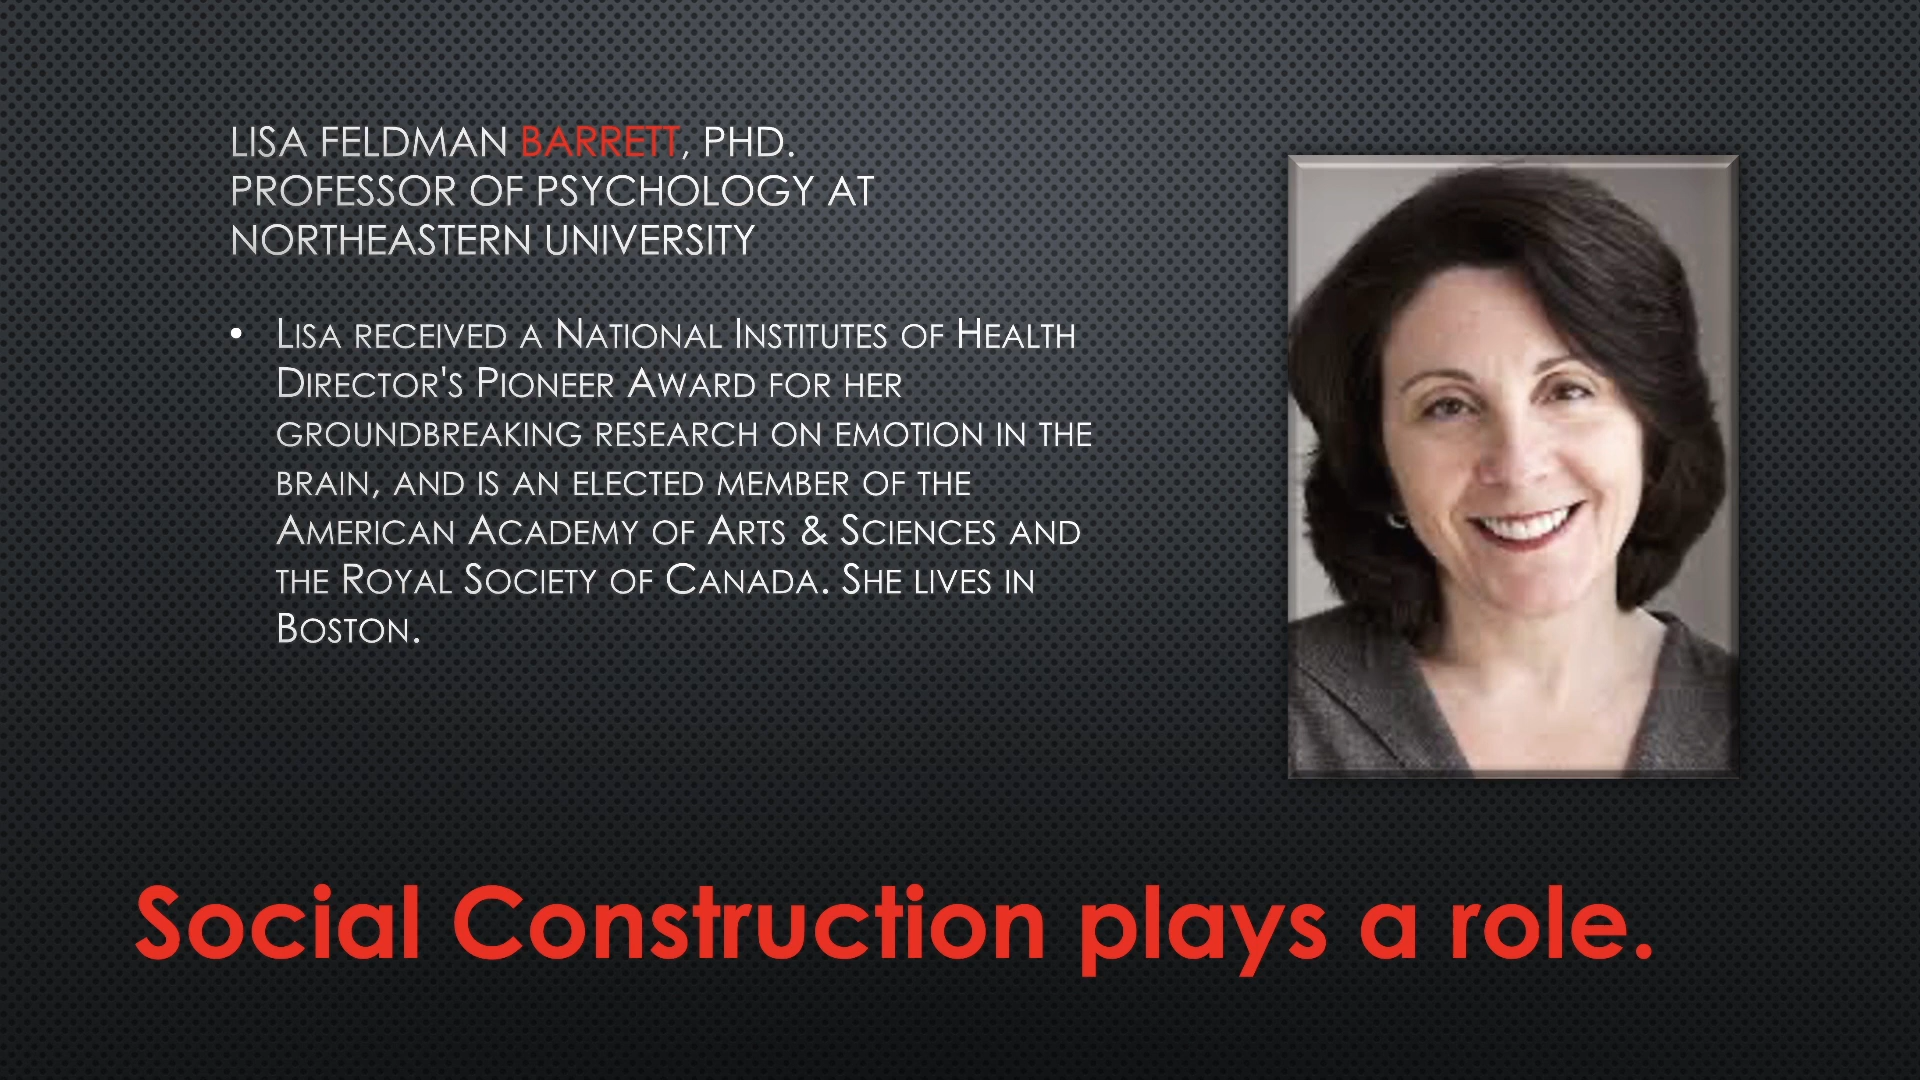 LISA FELDMAN BARRETT, PHD.
PROFESSOR OF PSYCHOLOGY AT
NORTHEASTERN UNIVERSITY
• LISA RECEIVED A NATIONAL INSTITUTES OF HEALTH
DIRECTOR'S PIONEER AWARD FOR HER
GROUNDBREAKING RESEARCH ON EMOTION IN THE
BRAIN, AND IS AN ELECTED MEMBER OF THE
AMERICAN ACADEMY OF ARTS & SCIENCES AND
THE ROYAL SOCIETY OF CANADA. SHE LIVES IN
BOSTON.
Social Construction plays a role.